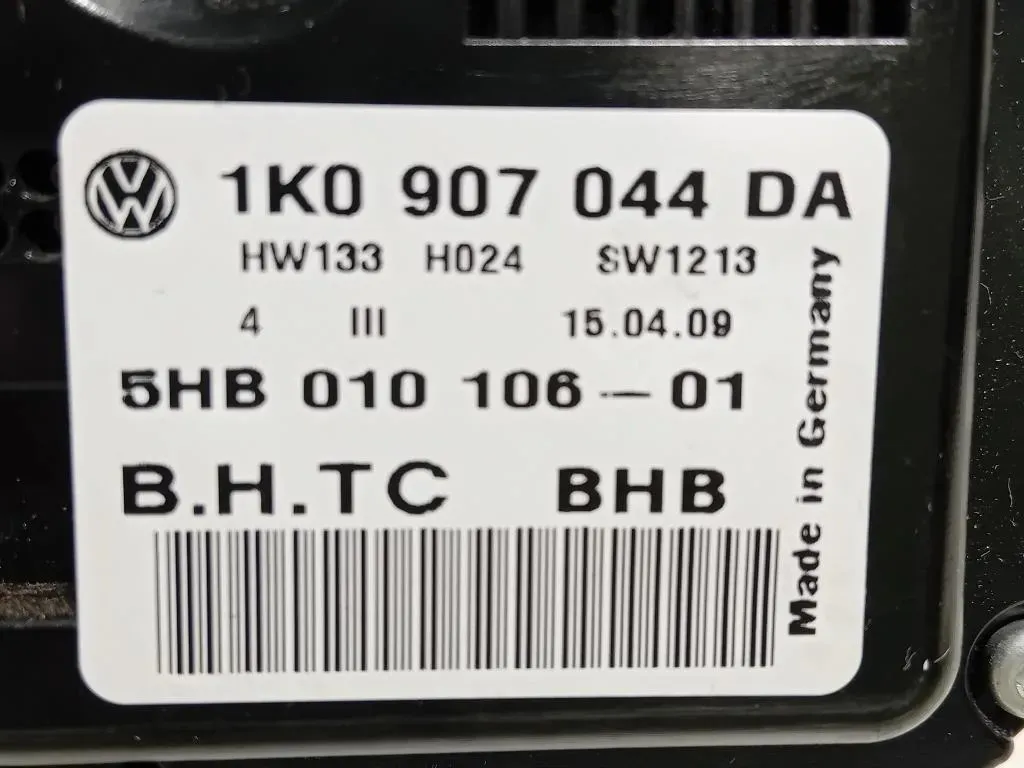 1K0 907 044 DA
HW133 H024 SW1213
4 III 15.04.09
5HB 010 106-01
B.H.TC BHB
Made in Germany